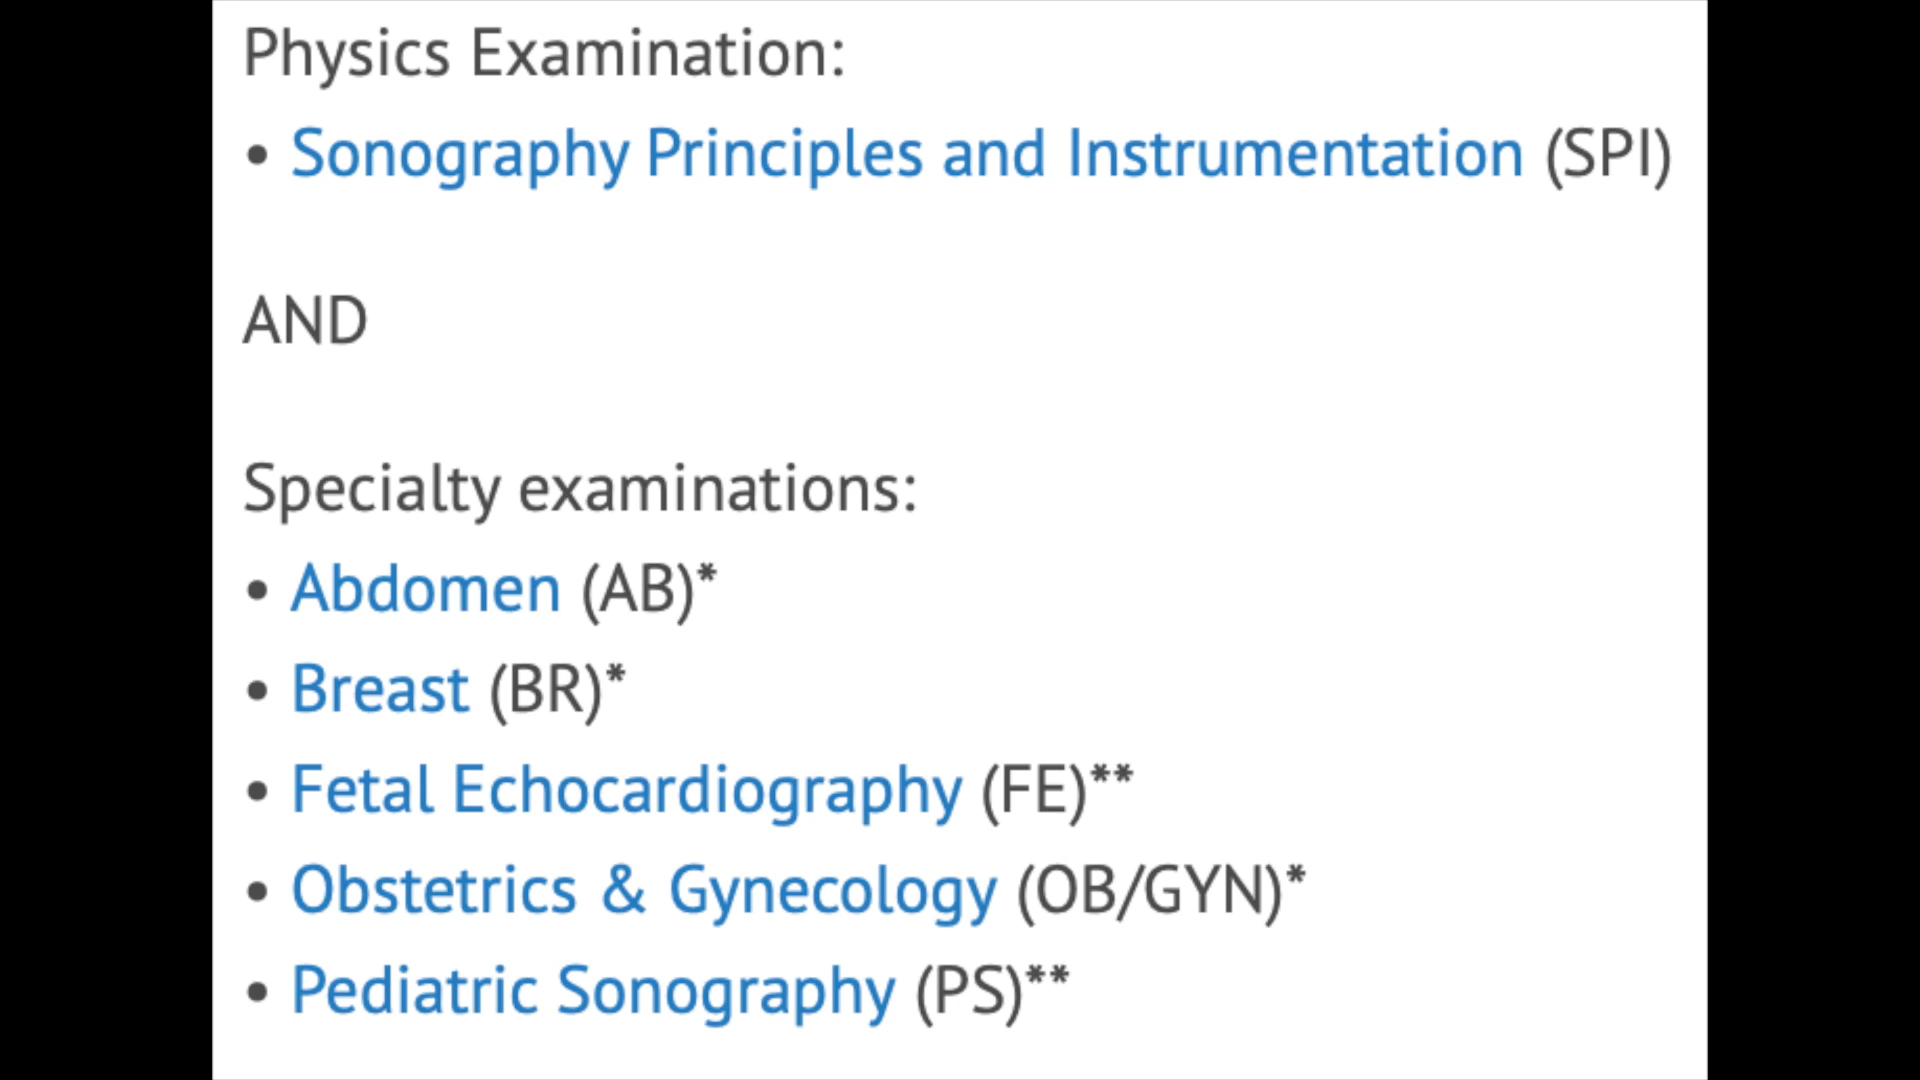 Physics Examination:
• Sonography Principles and Instrumentation (SPI)
AND
Specialty examinations:
• Abdomen (AB)*
• Breast (BR)*
• Fetal Echocardiography (FE)**
• Obstetrics & Gynecology (OB/GYN)*
• Pediatric Sonography (PS)**